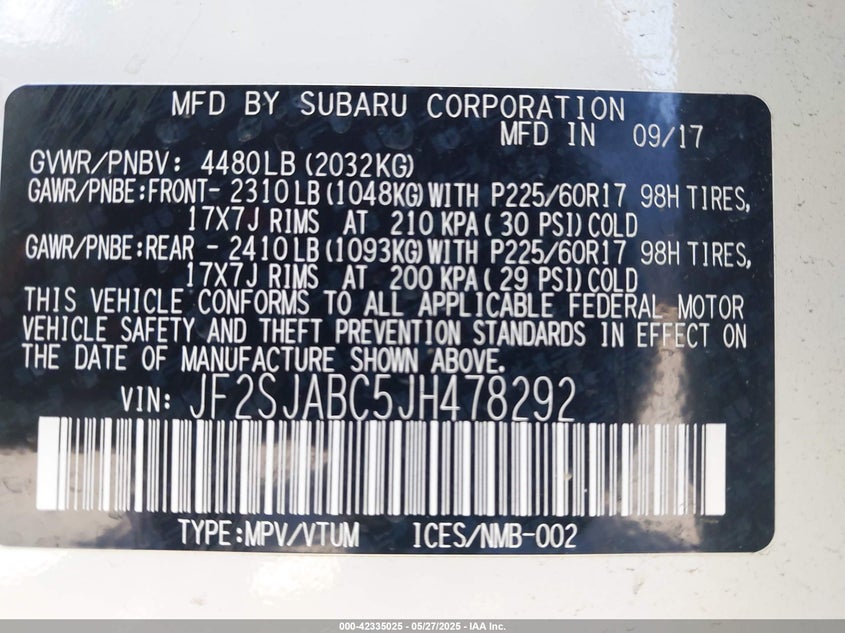 MFD BY SUBARU CORPORATION
MFD IN 09/17
GVWR/PNBV: 4480LB (2032KG)
GAWR/PNBE:FRONT- 2310LB (1048KG) WITH P225/60R17 98H TIRES,
17X7J RIMS AT 210 KPA ( 30 PSI) COLD
GAWR/PNBE:REAR - 2410LB (1093KG) WITH P225/60R17 98H TIRES,
17X7J RIMS AT 200 KPA ( 29 PSI) COLD
THIS VEHICLE CONFORMS TO ALL APPLICABLE FEDERAL MOTOR
VEHICLE SAFETY AND THEFT PREVENTION STANDARDS IN EFFECT ON
THE DATE OF MANUFACTURE SHOWN ABOVE.
VIN: JF2SJABC5JH478292
TYPE:MPV/VTUM ICES/NMB-002
000-42335025 - 05/27/2025 - IAA Inc.